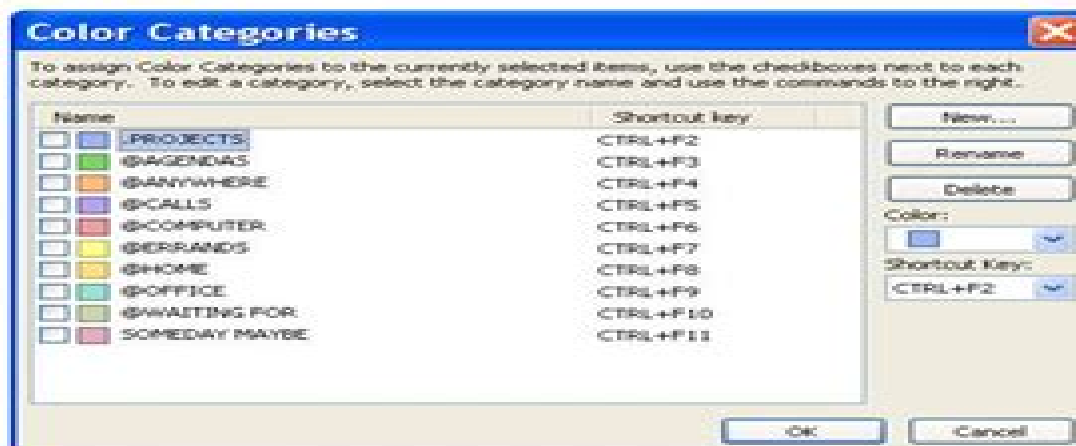 Color Categories
To assign Color Categories to the currently selected items, use the checkboxes next to each
category. To edit a category, select the category name and use the commands to the right.
Name Shortcut key
.PROJECTS CTRL+F2
@AGENDAS CTRL+F3
@ANYWHERE CTRL+F4
@CALLS CTRL+F5
@COMPUTER CTRL+F6
@ERRANDS CTRL+F7
@HOME CTRL+F8
@OFFICE CTRL+F9
@WAITING FOR CTRL+F10
SOMEDAY MAYBE CTRL+F11
New...
Rename
Delete
Color:
Shortcut Key:
CTRL+F2
OK Cancel